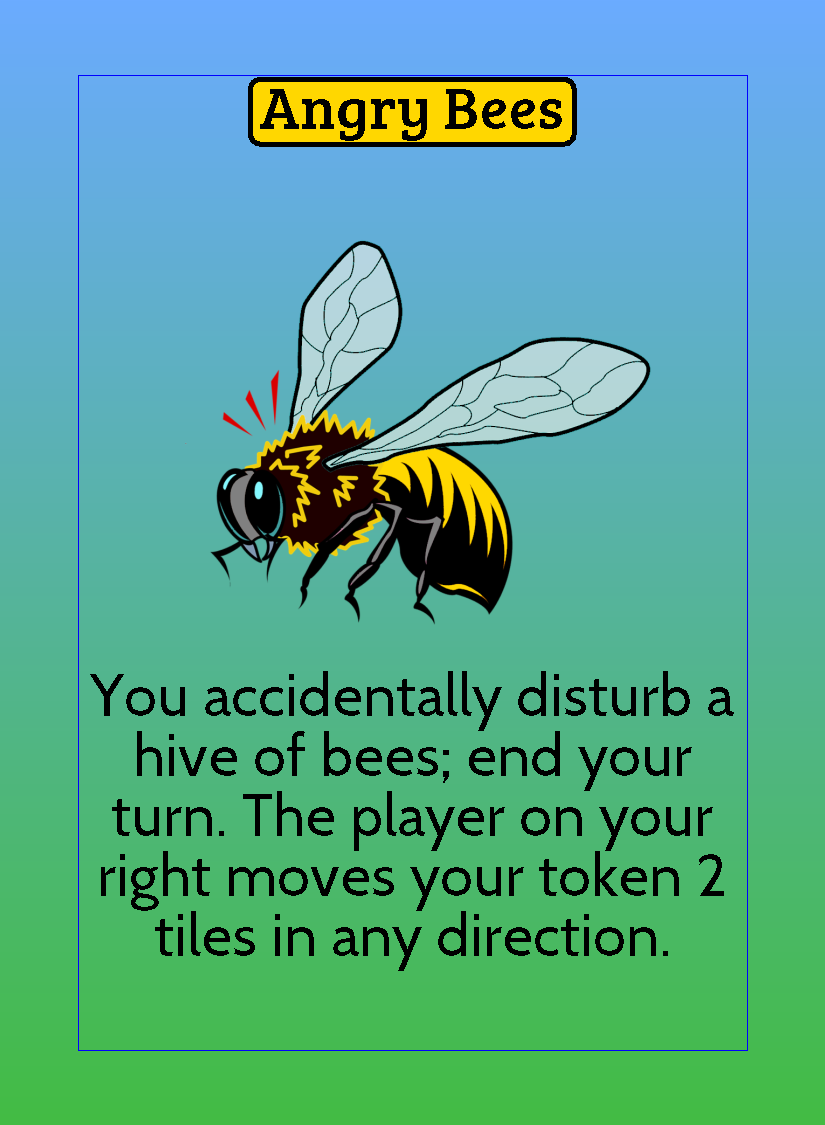 Angry Bees
You accidentally disturb a
hive of bees; end your
turn. The player on your
right moves your token 2
tiles in any direction.